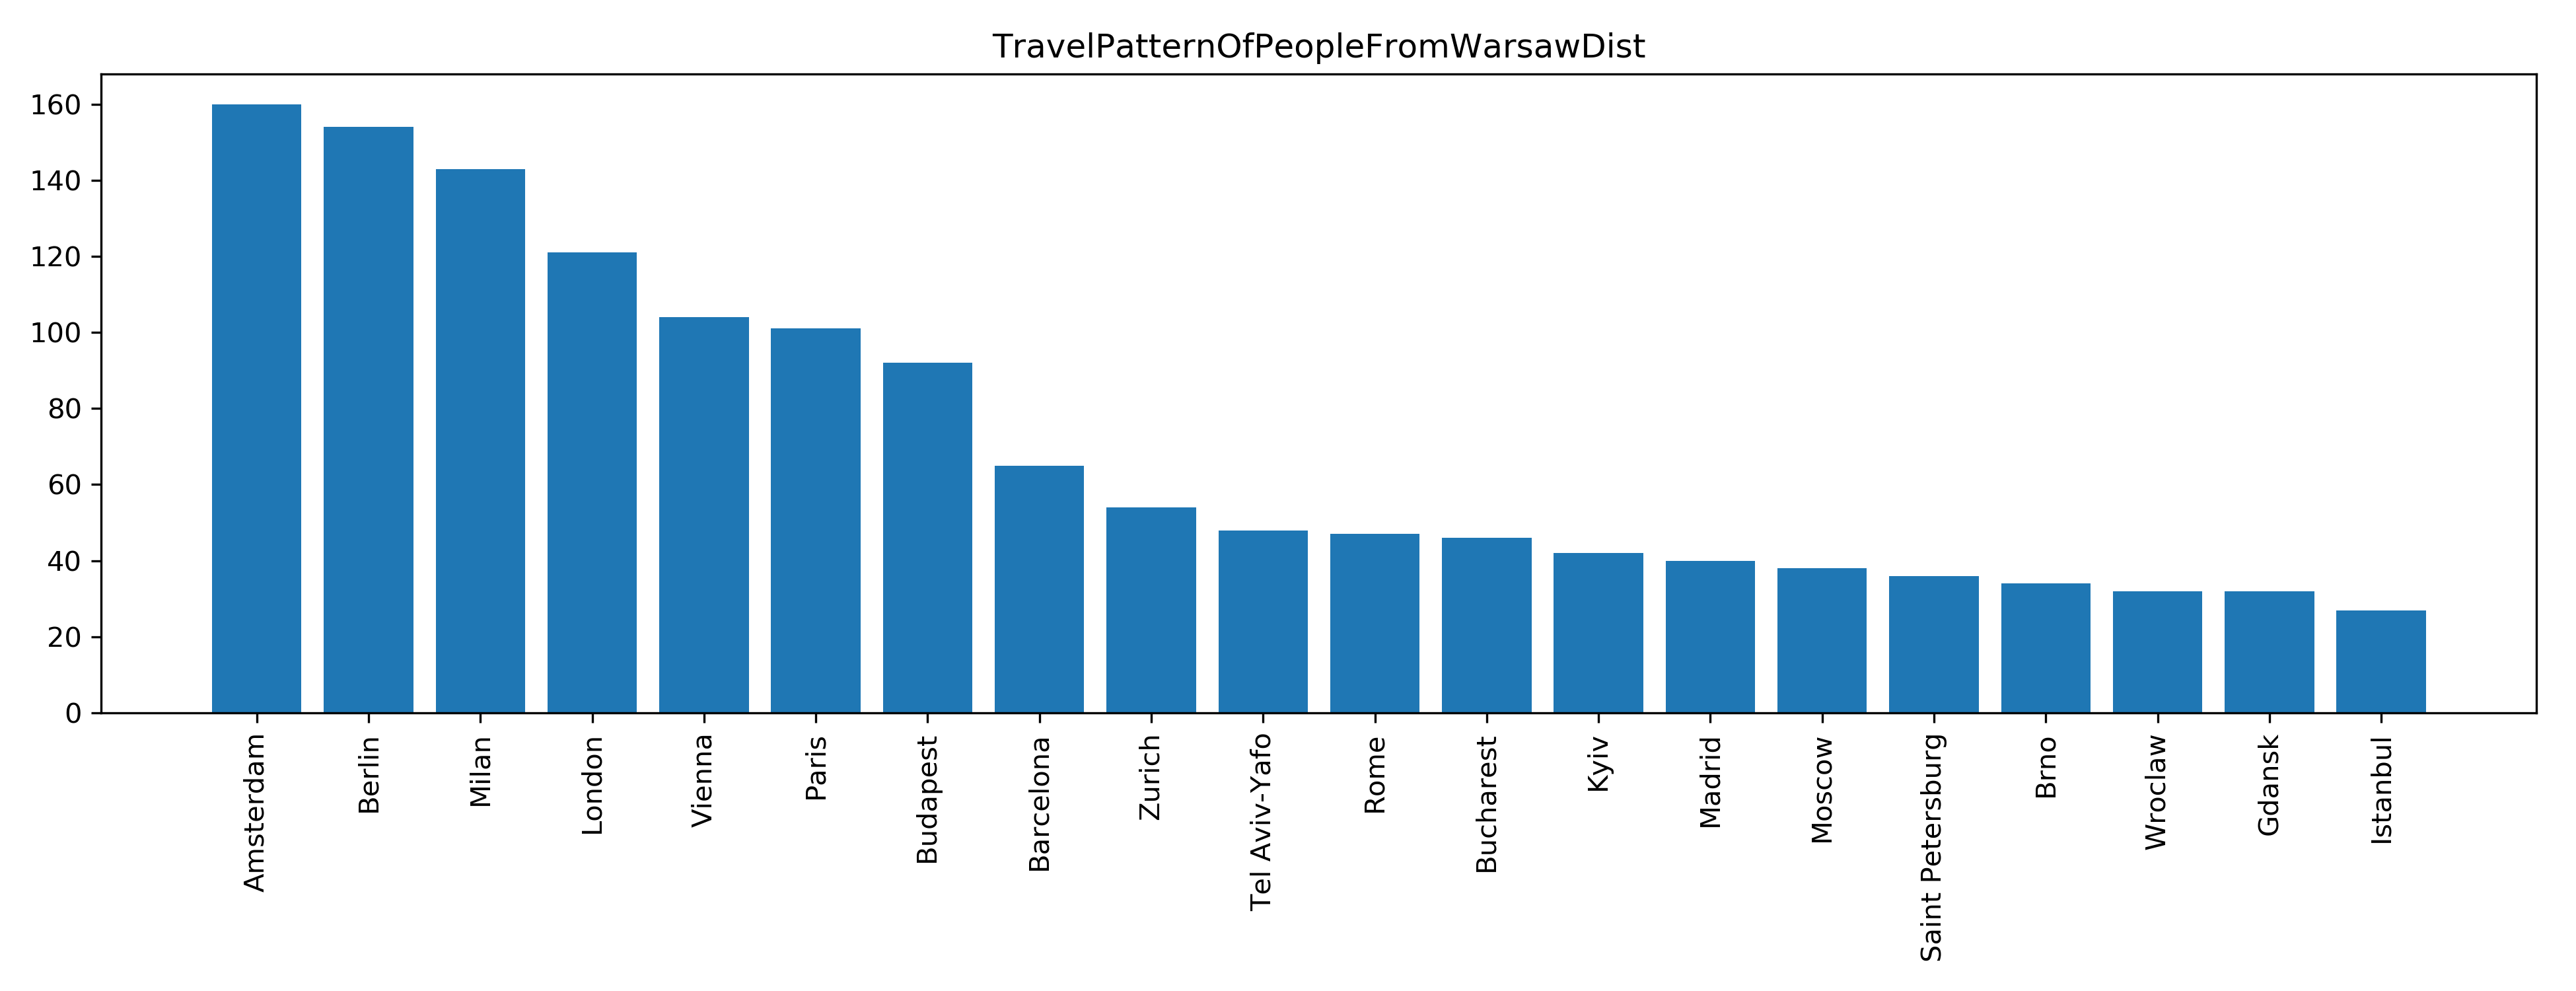 TravelPatternOfPeopleFromWarsawDist
160
140
120
100
80
60
40
20
0
Amsterdam
Berlin
Milan
London
Vienna
Paris
Budapest
Barcelona
Zurich
Tel Aviv-Yafo
Rome
Bucharest
Kyiv
Madrid
Moscow
Saint Petersburg
Brno
Wroclaw
Gdansk
Istanbul